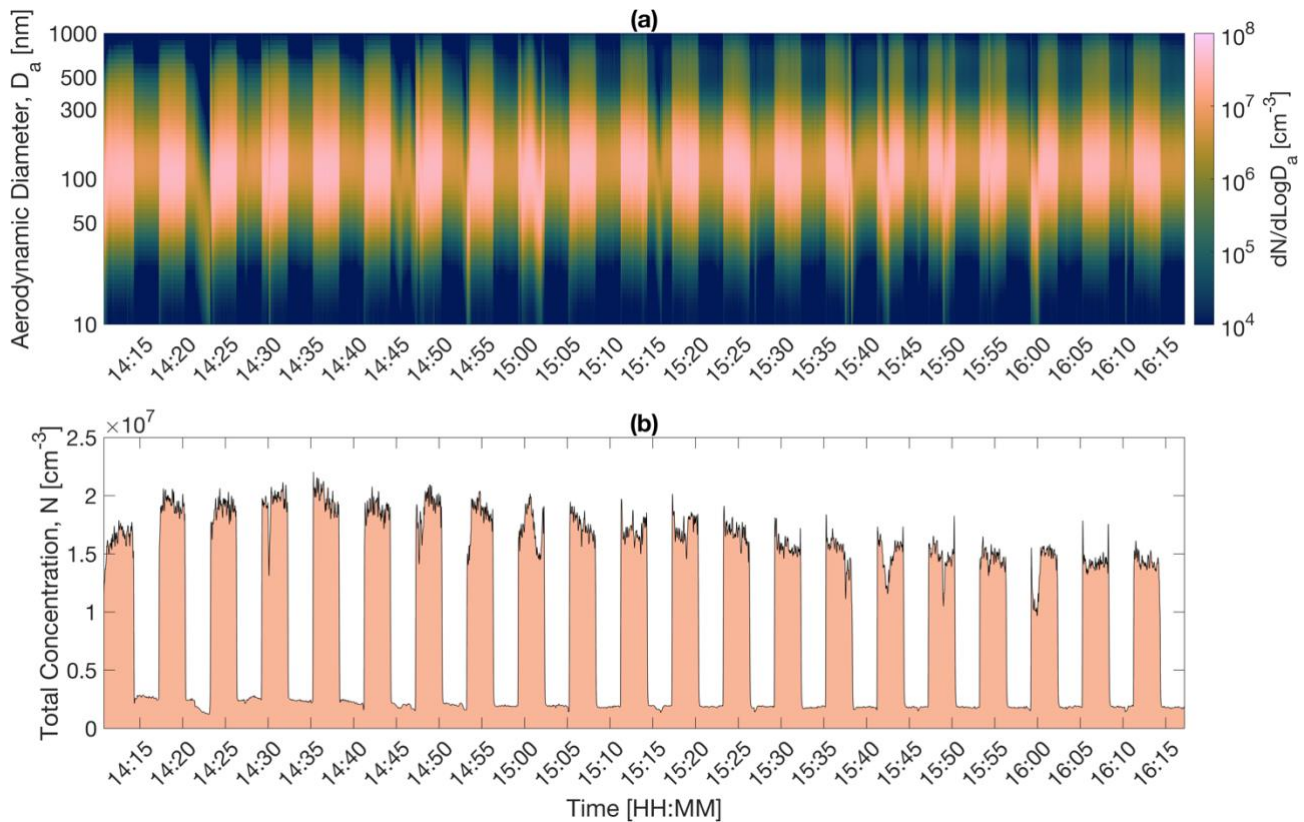 (a)
Aerodynamic Diameter, D_a [nm]
1000
500
300
100
50
10
14:15 14:20 14:25 14:30 14:35 14:40 14:45 14:50 14:55 15:00 15:05 15:10 15:15 15:20 15:25 15:30 15:35 15:40 15:45 15:50 15:55 16:00 16:05 16:10 16:15
10^8
10^7
10^6
10^5
10^4
dN/dLogD_a [cm^-3]
(b)
×10^7
Total Concentration, N [cm^-3]
2.5
2
1.5
1
0.5
0
14:15 14:20 14:25 14:30 14:35 14:40 14:45 14:50 14:55 15:00 15:05 15:10 15:15 15:20 15:25 15:30 15:35 15:40 15:45 15:50 15:55 16:00 16:05 16:10 16:15
Time [HH:MM]